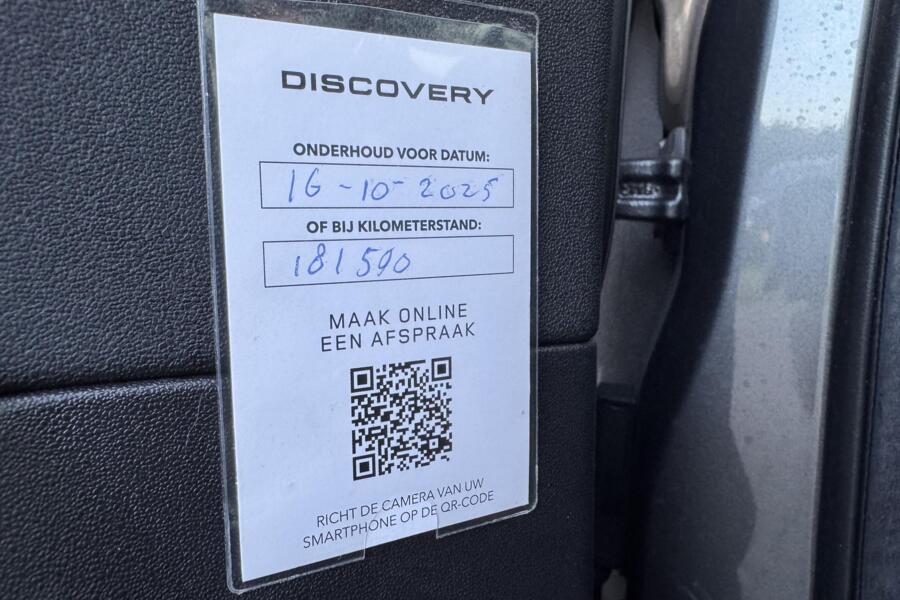 DISCOVERY
ONDERHOUD VOOR DATUM:
16-10-2025
OF BIJ KILOMETERSTAND:
181590
MAAK ONLINE
EEN AFSPRAAK
RICHT DE CAMERA VAN UW
SMARTPHONE OP DE QR-CODE